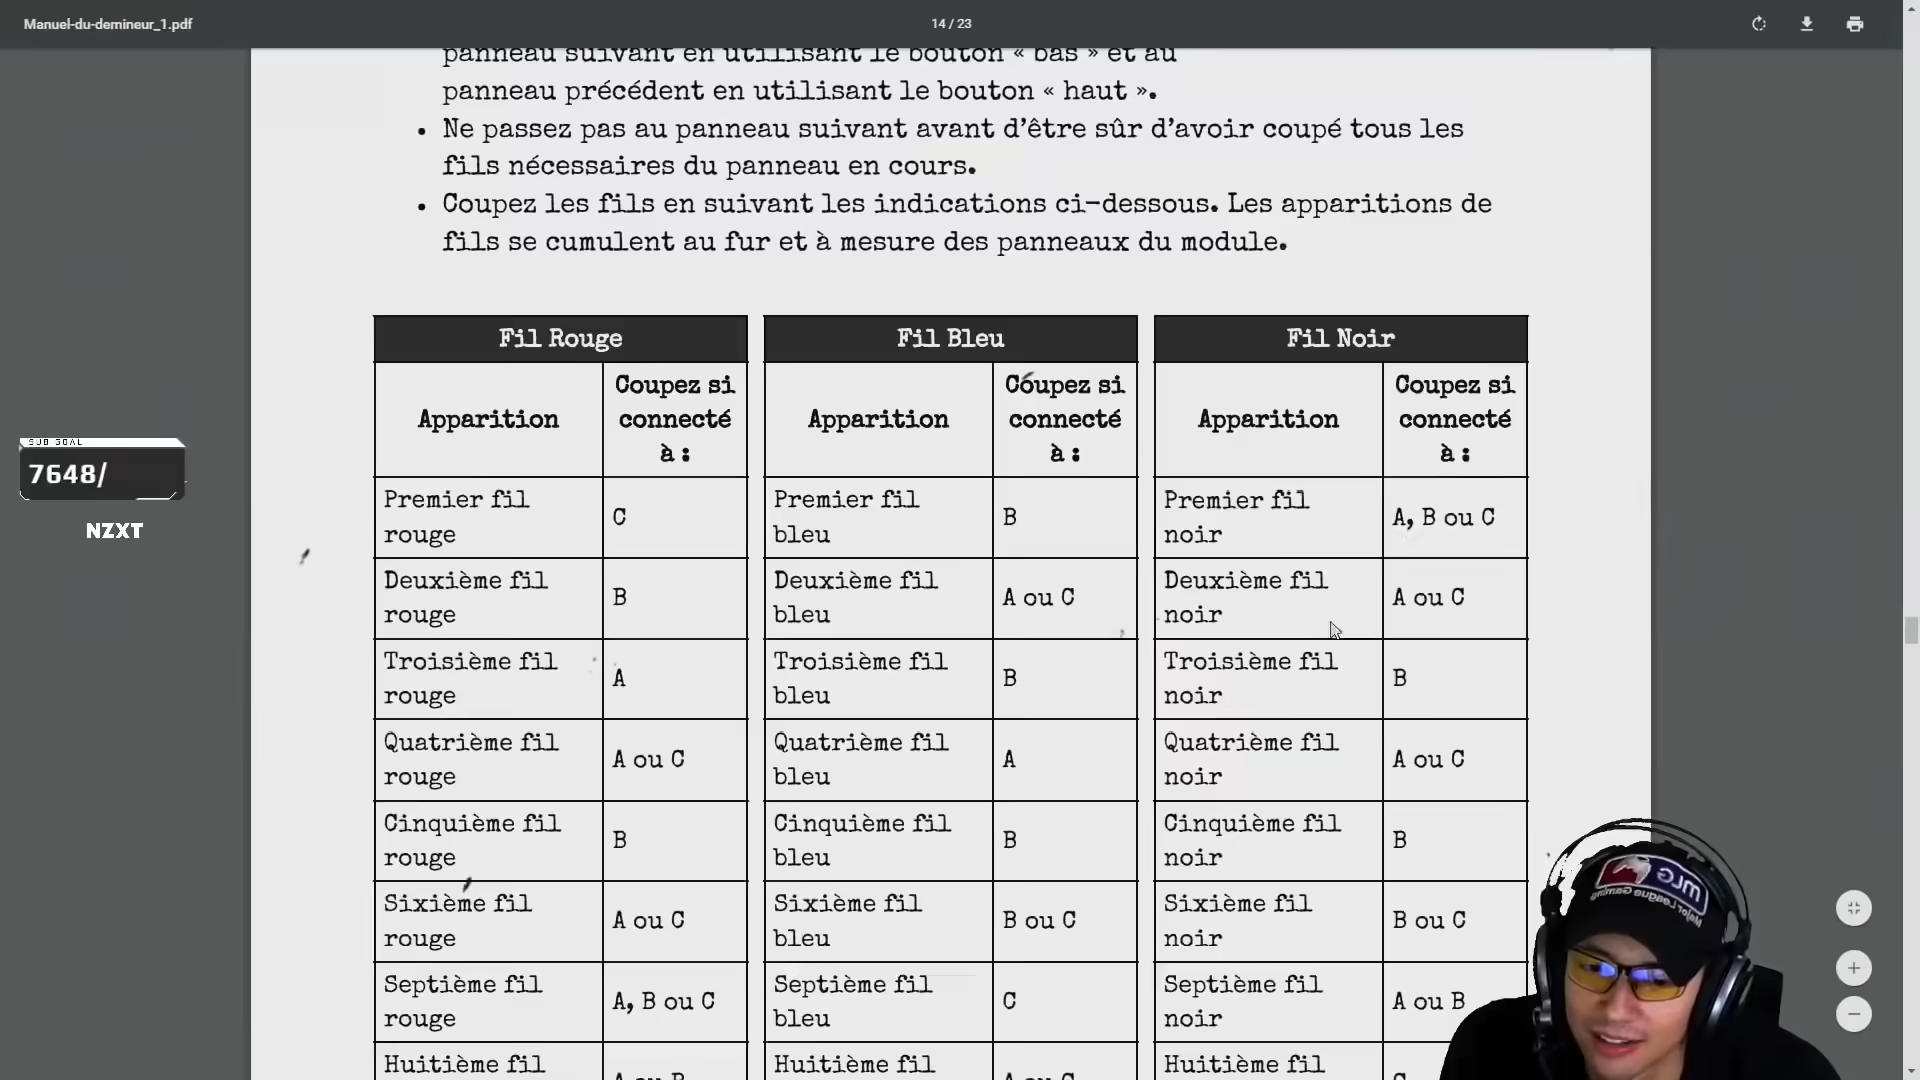 Manuel-du-demineur_1.pdf
14 / 23
panneau suivant en utilisant le bouton « bas » et au
panneau précédent en utilisant le bouton « haut ».
• Ne passez pas au panneau suivant avant d'être sûr d'avoir coupé tous les
fils nécessaires du panneau en cours.
• Coupez les fils en suivant les indications ci-dessous. Les apparitions de
fils se cumulent au fur et à mesure des panneaux du module.
Fil Rouge
Apparition
Coupez si
connecté
à :
Premier fil
rouge
C
Deuxième fil
rouge
B
Troisième fil
rouge
A
Quatrième fil
rouge
A ou C
Cinquième fil
rouge
B
Sixième fil
rouge
A ou C
Septième fil
rouge
A, B ou C
Huitième fil
A ou B
Fil Bleu
Apparition
Coupez si
connecté
à :
Premier fil
bleu
B
Deuxième fil
bleu
A ou C
Troisième fil
bleu
B
Quatrième fil
bleu
A
Cinquième fil
bleu
B
Sixième fil
bleu
B ou C
Septième fil
bleu
C
Huitième fil
A ou C
Fil Noir
Apparition
Coupez si
connecté
à :
Premier fil
noir
A, B ou C
Deuxième fil
noir
A ou C
Troisième fil
noir
B
Quatrième fil
noir
A ou C
Cinquième fil
noir
B
Sixième fil
noir
B ou C
Septième fil
noir
A ou B
Huitième fil
SUB GOAL
7648/
NZXT
MLG
Major League Gaming